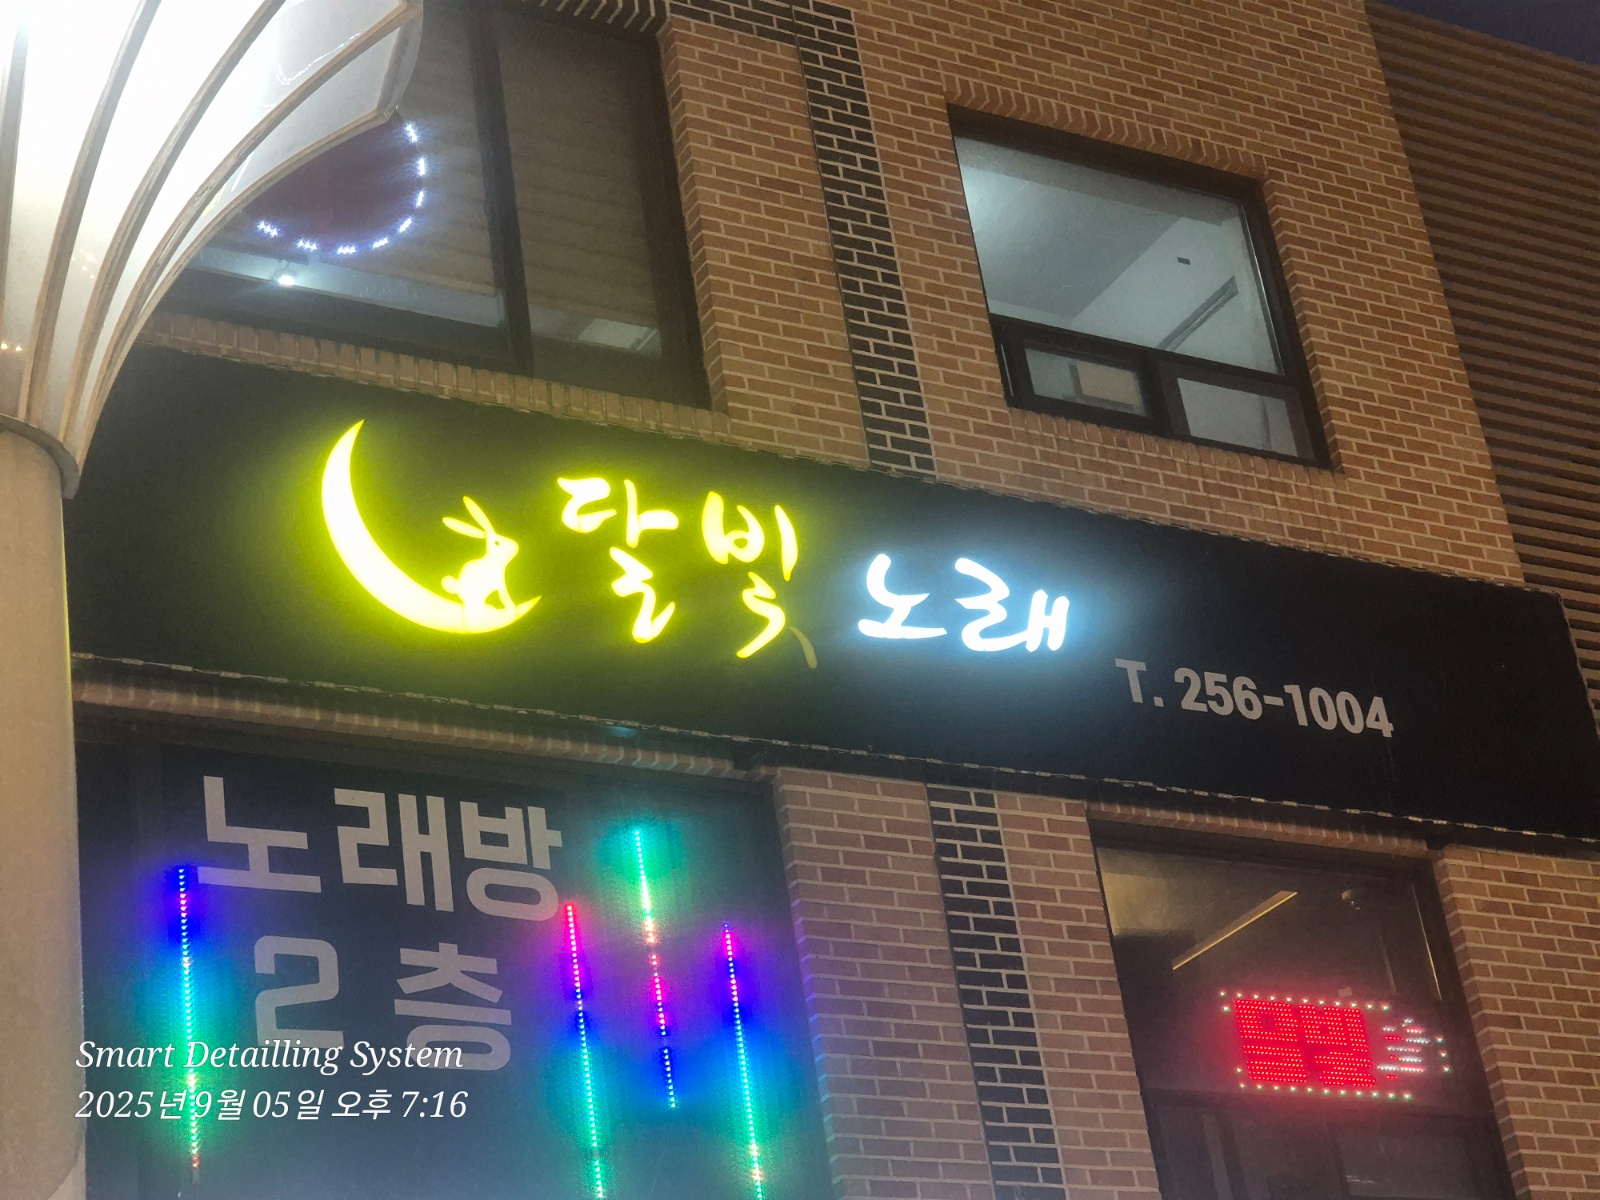 달빛 노래
T. 256-1004
노래방
2 층
Smart Detailling System
2025년 9월 05일 오후 7:16